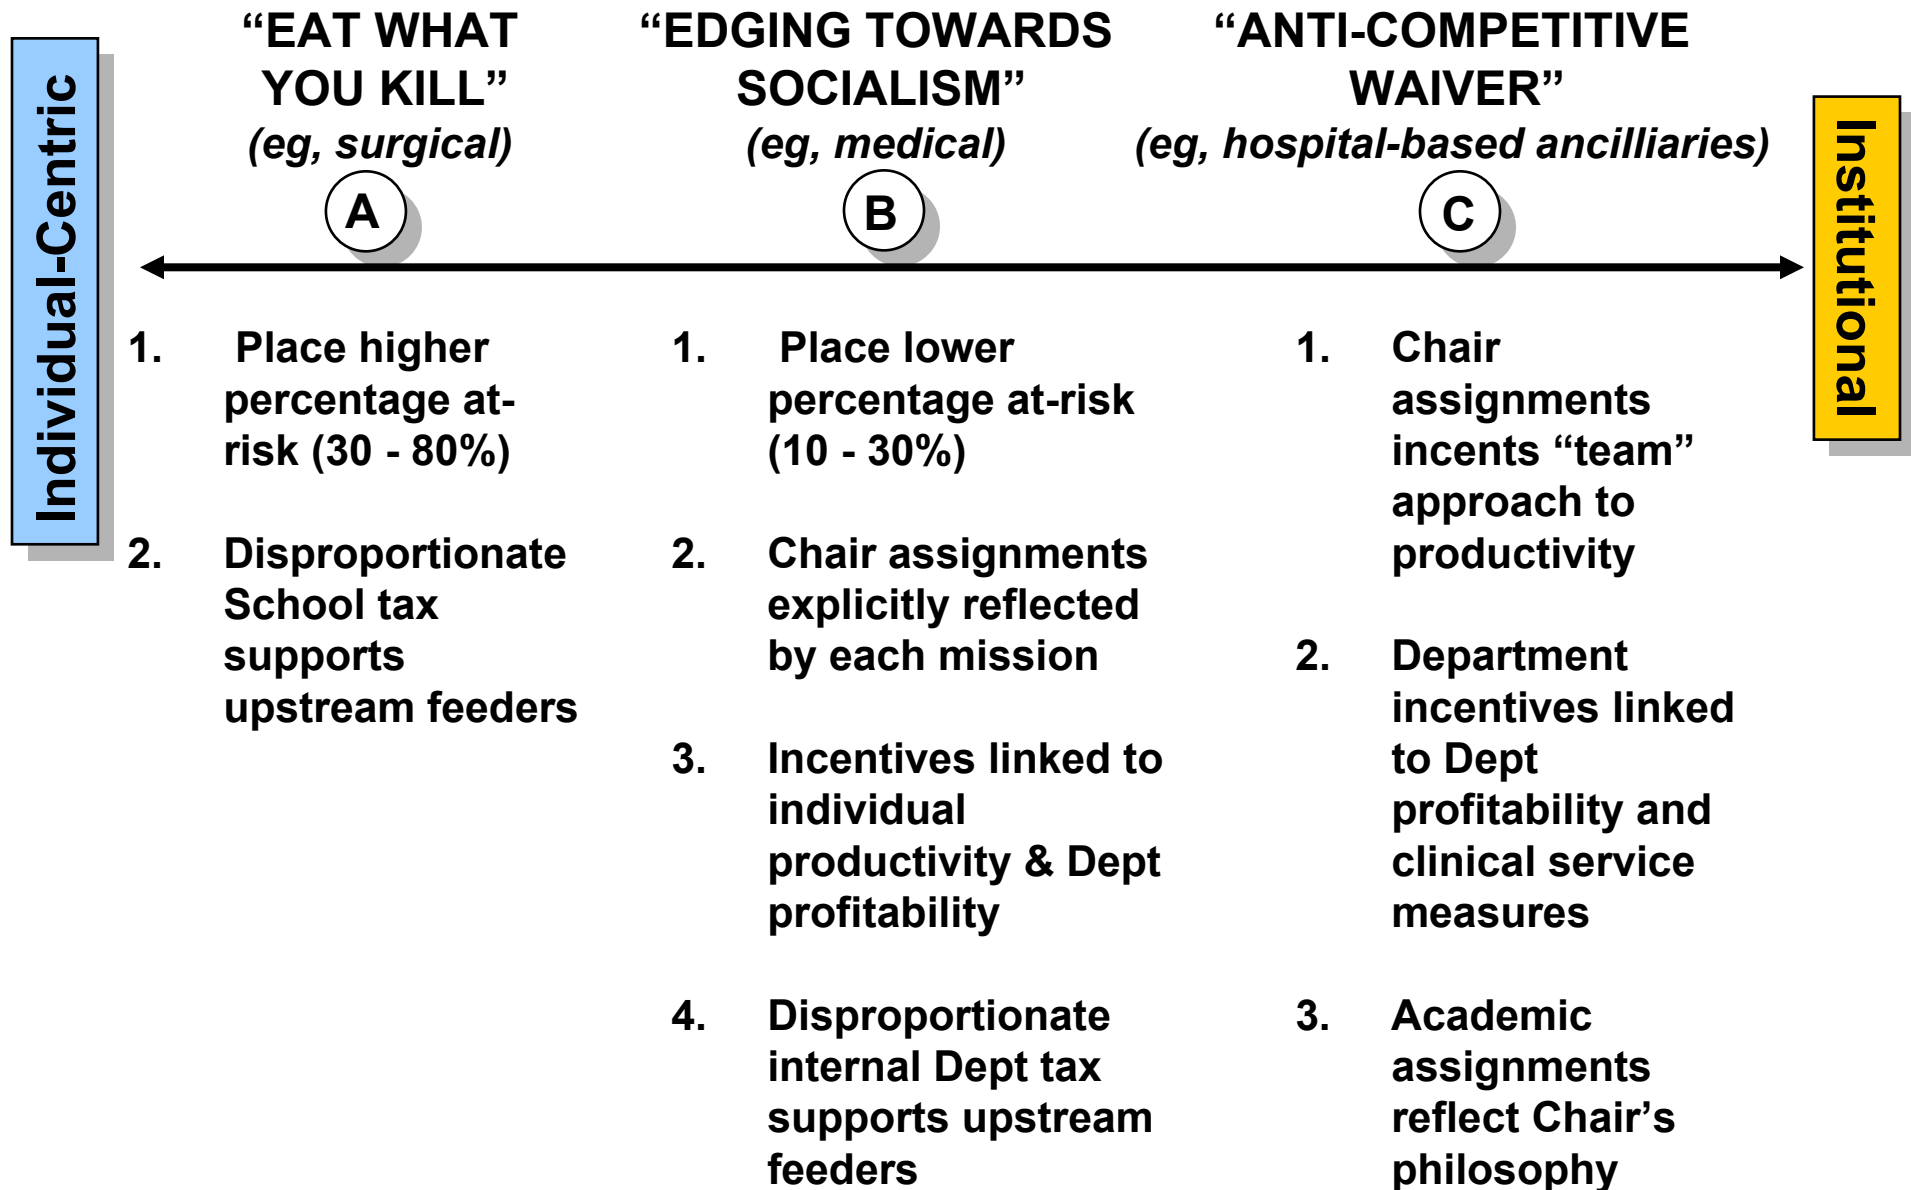 Individual-Centric
“EAT WHAT
YOU KILL”
(eg, surgical)
A
“EDGING TOWARDS
SOCIALISM”
(eg, medical)
B
“ANTI-COMPETITIVE
WAIVER”
(eg, hospital-based ancilliaries)
C
Institutional
1. Place higher
percentage at-
risk (30 - 80%)
2. Disproportionate
School tax
supports
upstream feeders
1. Place lower
percentage at-risk
(10 - 30%)
2. Chair assignments
explicitly reflected
by each mission
3. Incentives linked to
individual
productivity & Dept
profitability
4. Disproportionate
internal Dept tax
supports upstream
feeders
1. Chair
assignments
incents “team”
approach to
productivity
2. Department
incentives linked
to Dept
profitability and
clinical service
measures
3. Academic
assignments
reflect Chair’s
philosophy